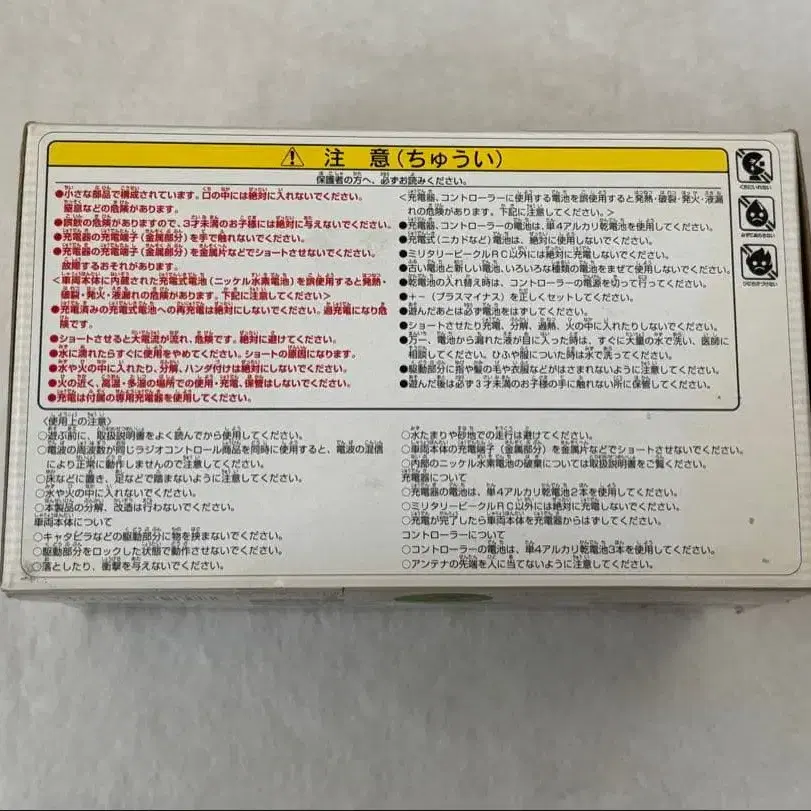 ⚠ 注 意(ちゅうい)
保護者の方へ、必ずお読みください。
●小さな部品で構成されています。口の中には絶対に入れないでください。
窒息などの危険があります。
●誤飲の危険がありますので、3才未満のお子様には絶対に与えないでください。
●充電器の充電端子(金属部分)を手で触れないでください。
●充電器の充電端子(金属部分)を金属片などでショートさせないでください。
故障するおそれがあります。
<車両本体に内蔵された充電式電池(ニッケル水素電池)を誤使用すると発熱・
破裂・発火・液漏れの危険があります。下記に注意してください>
●充電済みの充電式電池への再充電は絶対にしないでください。過充電になり危
険です。
●ショートすると大電流が流れ、危険です。絶対に避けてください。
●水に濡れたらすぐに使用をやめてください。ショートの原因になります。
●水や火の中に入れたり、分解、ハンダ付けは絶対にしないでください。
●火の近く、高温・多湿の場所での使用・充電、保管はしないでください。
●充電は付属の専用充電器を使用してください。
<充電器、コントローラーに使用する電池を誤使用すると発熱・破裂・発火・液漏
れの危険があります。下記に注意してください。>
●充電器、コントローラーの電池は、単4アルカリ乾電池を使用してください。
●充電式(ニカドなど)電池は、絶対に使用しないでください。
●ミリタリービークルRC以外には絶対に充電しないでください。
●古い電池と新しい電池、いろいろな種類の電池をまぜて使用しないでください。
●乾電池の入れ替え時は、コントローラーの電源を切って行ってください。
●+-(プラスマイナス)を正しくセットしてください。
●遊んだあとは必ず電池をはずしてください。
●ショートさせたり充電、分解、過熱、火の中に入れたりしないでください。
●万一、電池から漏れた液が目に入った時は、すぐに大量の水で洗い、医師に
相談してください。ひふや服についた時は水で洗ってください。
●駆動部分に指や髪の毛や衣服などがはさまれないように注意してください。
●遊んだ後は必ず3才未満のお子様の手に触れない所に保管してください。
〈使用上の注意〉
○遊ぶ前に、取扱説明書をよく読んでから使用してください。
○電波の周波数が同じラジオコントロール商品を同時に使用すると、電波の混信
により正常に動作しませんので注意してください。
○床などに置き、足などで踏まないように注意してください。
○水や火の中に入れないでください。
○本製品の分解、改造は行わないでください。
車両本体について
○キャタピラなどの駆動部分に物を挟まないでください。
○駆動部分をロックした状態で動作させないでください。
○落としたり、衝撃を与えないでください。
○水たまりや砂地での走行は避けてください。
○車両本体の充電端子(金属部分)を金属片などでショートさせないでください。
○内部のニッケル水素電池の破棄については取扱説明書をご覧ください。
充電器について
○充電器の電池は、単4アルカリ乾電池2本を使用してください。
○ミリタリービークルRC以外には絶対に充電しないでください。
○充電が完了したら車両本体を充電器からはずしてください。
コントローラーについて
○コントローラーの電池は、単4アルカリ乾電池3本を使用してください。
○アンテナの先端を人に当てないように注意してください。